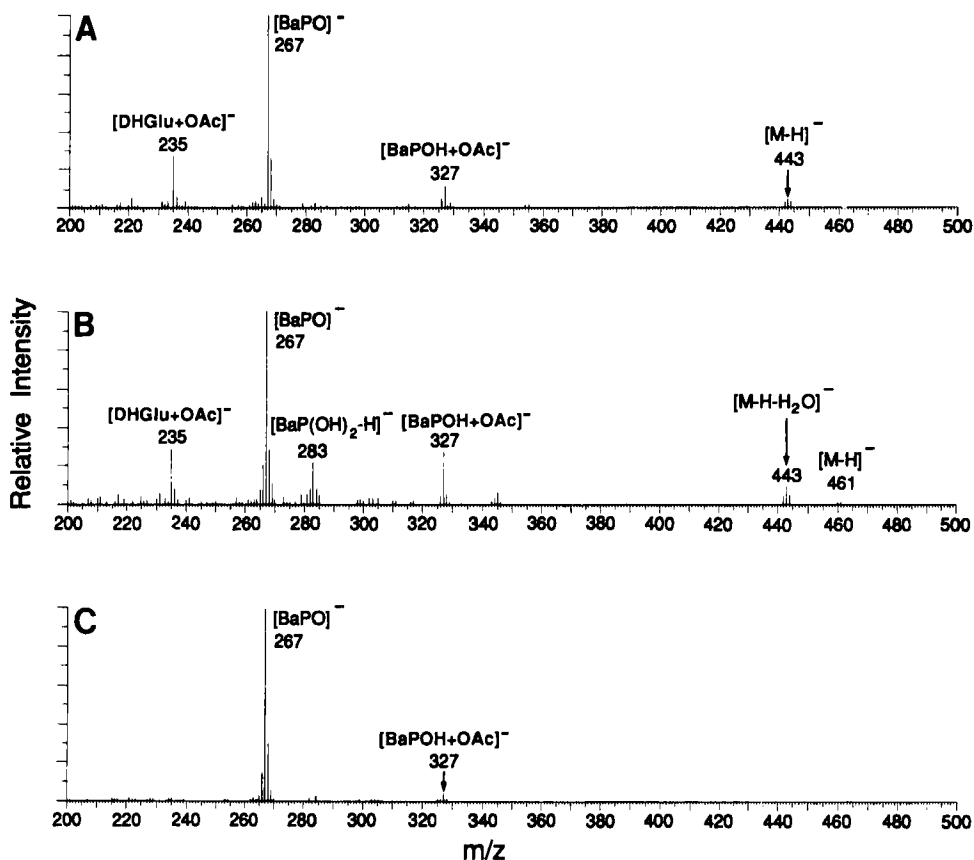 A
[BaPO]⁻
267
[DHGlu+OAc]⁻
235
[BaPOH+OAc]⁻
327
[M-H]⁻
443
200 220 240 260 280 300 320 340 360 380 400 420 440 460 480 500
B
[BaPO]⁻
267
[DHGlu+OAc]⁻
235
[BaP(OH)₂-H]⁻
283
[BaPOH+OAc]⁻
327
[M-H-H₂O]⁻
443
[M-H]⁻
461
200 220 240 260 280 300 320 340 360 380 400 420 440 460 480 500
Relative Intensity
C
[BaPO]⁻
267
[BaPOH+OAc]⁻
327
200 220 240 260 280 300 320 340 360 380 400 420 440 460 480 500
m/z